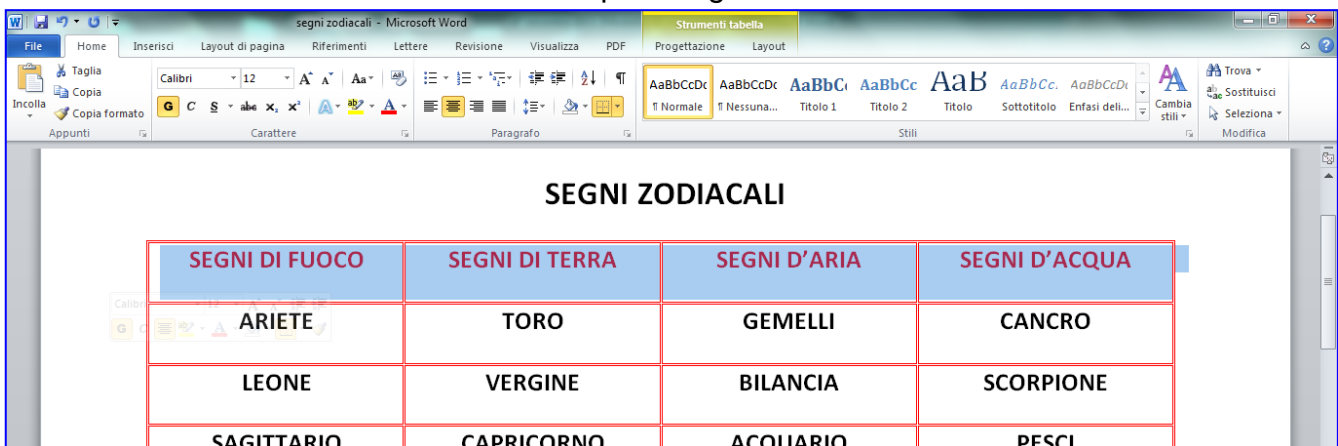 segni zodiacali - Microsoft Word Strumenti tabella
File Home Inserisci Layout di pagina Riferimenti Lettere Revisione Visualizza PDF Progettazione Layout
Incolla
Taglia
Copia
Copia formato
Appunti
Calibri 12
G C S abc
Carattere
Paragrafo
AaBbCcDc AaBbCcDc AaBbC AaBbCc AaB AaBbCc. AaBbCcDc
¶ Normale ¶ Nessuna... Titolo 1 Titolo 2 Titolo Sottotitolo Enfasi deli...
Cambia
stili
Stili
Trova
Sostituisci
Seleziona
Modifica
SEGNI ZODIACALI
SEGNI DI FUOCO SEGNI DI TERRA SEGNI D’ARIA SEGNI D’ACQUA
ARIETE TORO GEMELLI CANCRO
LEONE VERGINE BILANCIA SCORPIONE
SAGITTARIO CAPRICORNO ACQUARIO PESCI